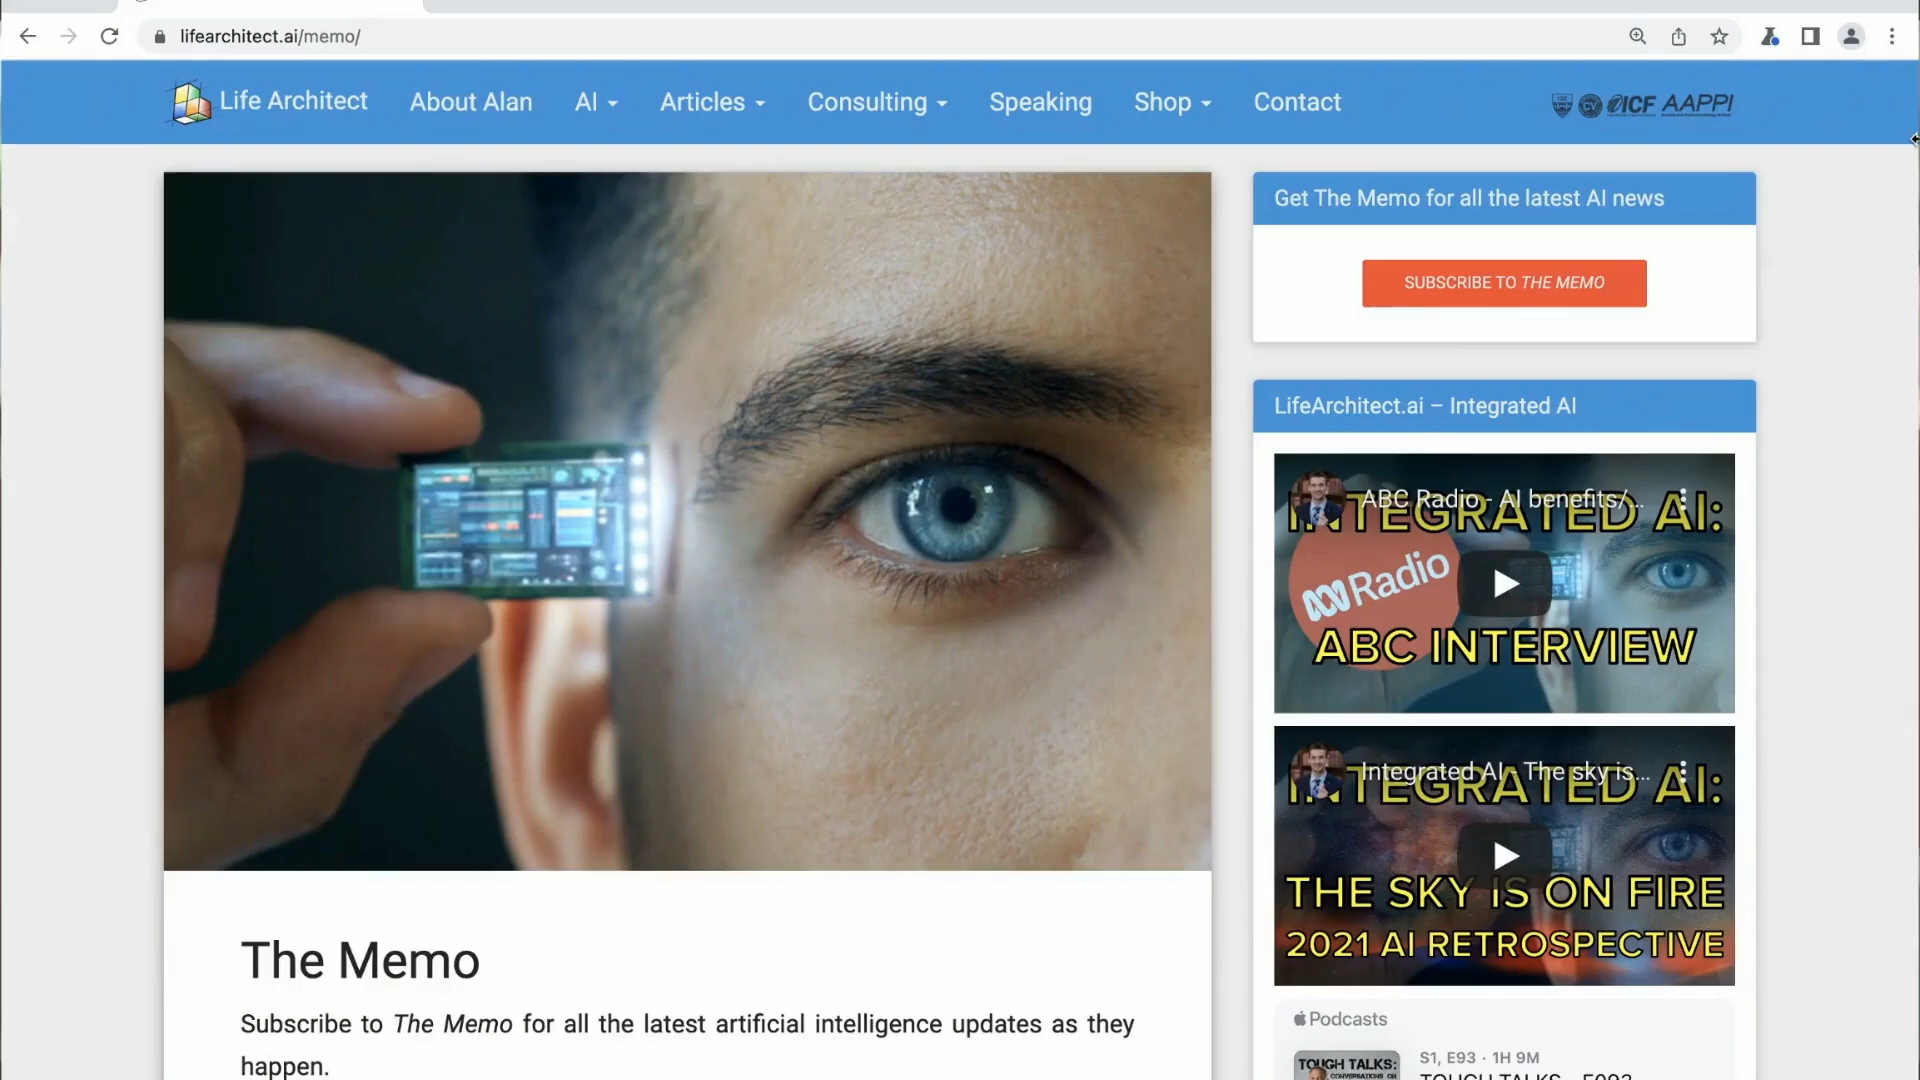 lifearchitect.ai/memo/
Life Architect
About Alan
AI
Articles
Consulting
Speaking
Shop
Contact
ICF AAPPI
Get The Memo for all the latest AI news
SUBSCRIBE TO THE MEMO
LifeArchitect.ai – Integrated AI
ABC Radio - AI benefits/...
INTEGRATED AI:
Radio
ABC INTERVIEW
Integrated AI - The sky is...
INTEGRATED AI:
THE SKY IS ON FIRE
2021 AI RETROSPECTIVE
The Memo
Subscribe to The Memo for all the latest artificial intelligence updates as they
happen.
Podcasts
TOUGH TALKS:
S1, E93 · 1H 9M
TOUGH TALKS – E093